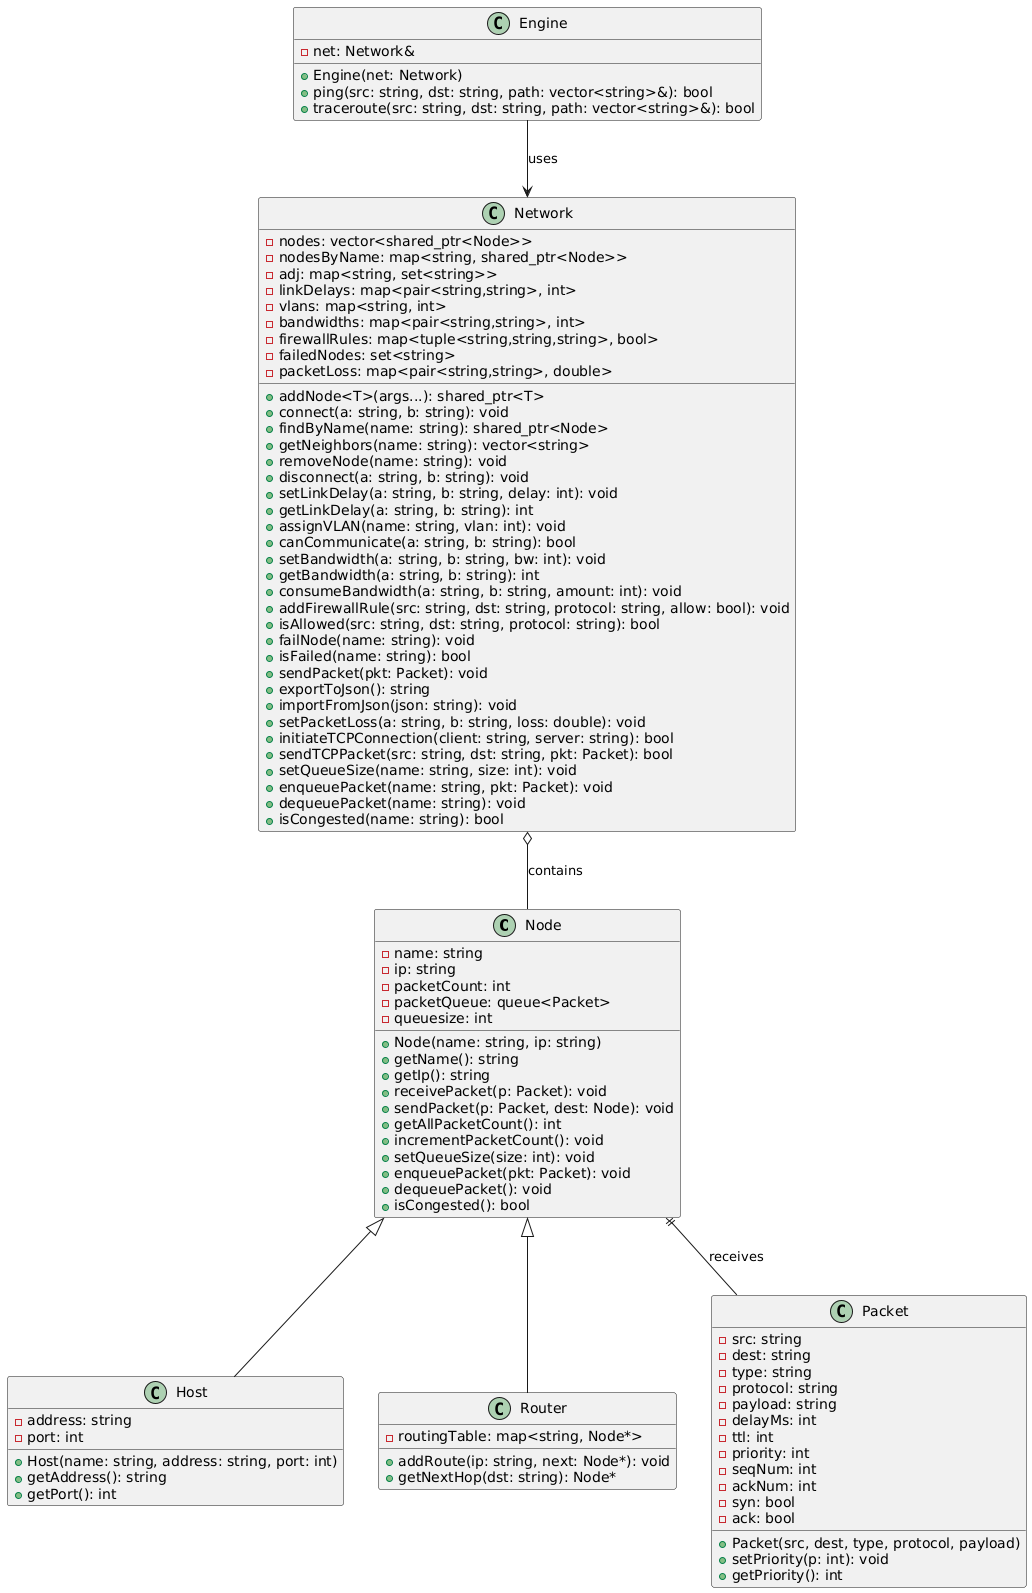 Engine
net: Network&
Engine(net: Network)
ping(src: string, dst: string, path: vector<string>&): bool
traceroute(src: string, dst: string, path: vector<string>&): bool
uses
Network
nodes: vector<shared_ptr<Node>>
nodesByName: map<string, shared_ptr<Node>>
adj: map<string, set<string>>
linkDelays: map<pair<string,string>, int>
vlans: map<string, int>
bandwidths: map<pair<string,string>, int>
firewallRules: map<tuple<string,string,string>, bool>
failedNodes: set<string>
packetLoss: map<pair<string,string>, double>
addNode<T>(args...): shared_ptr<T>
connect(a: string, b: string): void
findByName(name: string): shared_ptr<Node>
getNeighbors(name: string): vector<string>
removeNode(name: string): void
disconnect(a: string, b: string): void
setLinkDelay(a: string, b: string, delay: int): void
getLinkDelay(a: string, b: string): int
assignVLAN(name: string, vlan: int): void
canCommunicate(a: string, b: string): bool
setBandwidth(a: string, b: string, bw: int): void
getBandwidth(a: string, b: string): int
consumeBandwidth(a: string, b: string, amount: int): void
addFirewallRule(src: string, dst: string, protocol: string, allow: bool): void
isAllowed(src: string, dst: string, protocol: string): bool
failNode(name: string): void
isFailed(name: string): bool
sendPacket(pkt: Packet): void
exportToJson(): string
importFromJson(json: string): void
setPacketLoss(a: string, b: string, loss: double): void
initiateTCPConnection(client: string, server: string): bool
sendTCPPacket(src: string, dst: string, pkt: Packet): bool
setQueueSize(name: string, size: int): void
enqueuePacket(name: string, pkt: Packet): void
dequeuePacket(name: string): void
isCongested(name: string): bool
contains
Node
name: string
ip: string
packetCount: int
packetQueue: queue<Packet>
queuesize: int
Node(name: string, ip: string)
getName(): string
getIp(): string
receivePacket(p: Packet): void
sendPacket(p: Packet, dest: Node): void
getAllPacketCount(): int
incrementPacketCount(): void
setQueueSize(size: int): void
enqueuePacket(pkt: Packet): void
dequeuePacket(): void
isCongested(): bool
receives
Host
address: string
port: int
Host(name: string, address: string, port: int)
getAddress(): string
getPort(): int
Router
routingTable: map<string, Node*>
addRoute(ip: string, next: Node*): void
getNextHop(dst: string): Node*
Packet
src: string
dest: string
type: string
protocol: string
payload: string
delayMs: int
ttl: int
priority: int
seqNum: int
ackNum: int
syn: bool
ack: bool
Packet(src, dest, type, protocol, payload)
setPriority(p: int): void
getPriority(): int